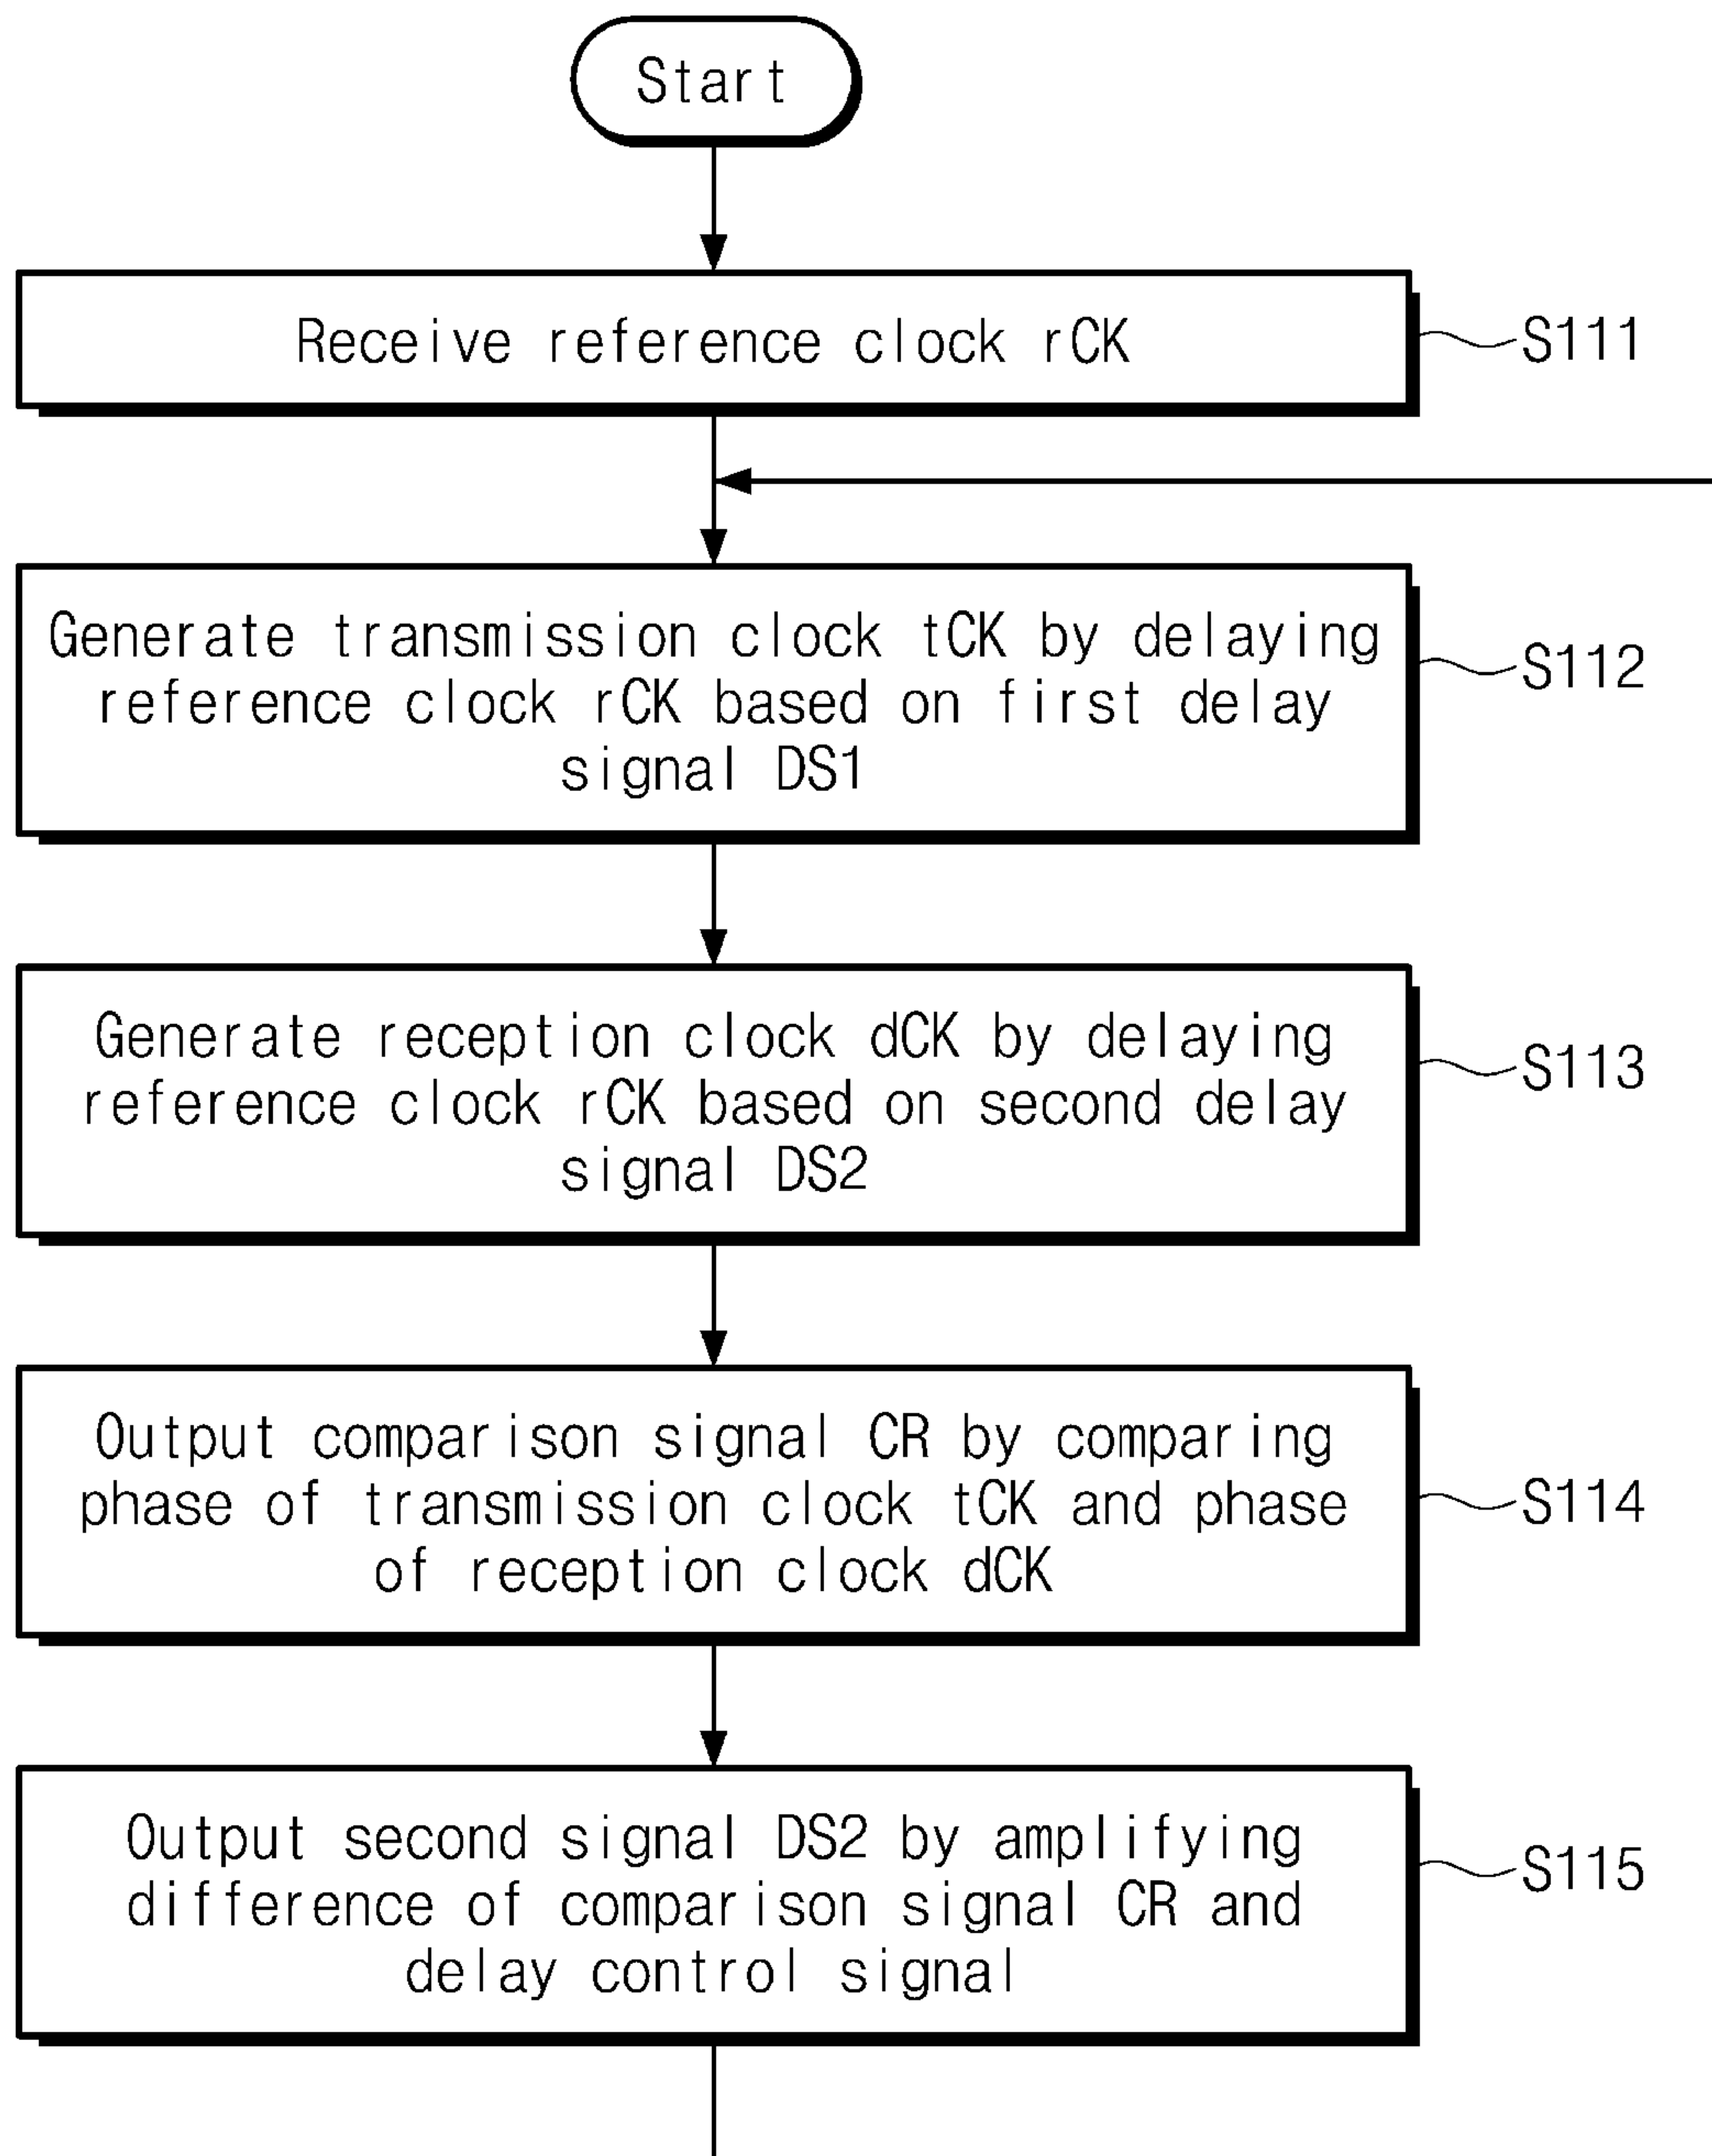 Start
Receive reference clock rCK
S111
Generate transmission clock tCK by delaying
reference clock rCK based on first delay
signal DS1
S112
Generate reception clock dCK by delaying
reference clock rCK based on second delay
signal DS2
S113
Output comparison signal CR by comparing
phase of transmission clock tCK and phase
of reception clock dCK
S114
Output second signal DS2 by amplifying
difference of comparison signal CR and
delay control signal
S115